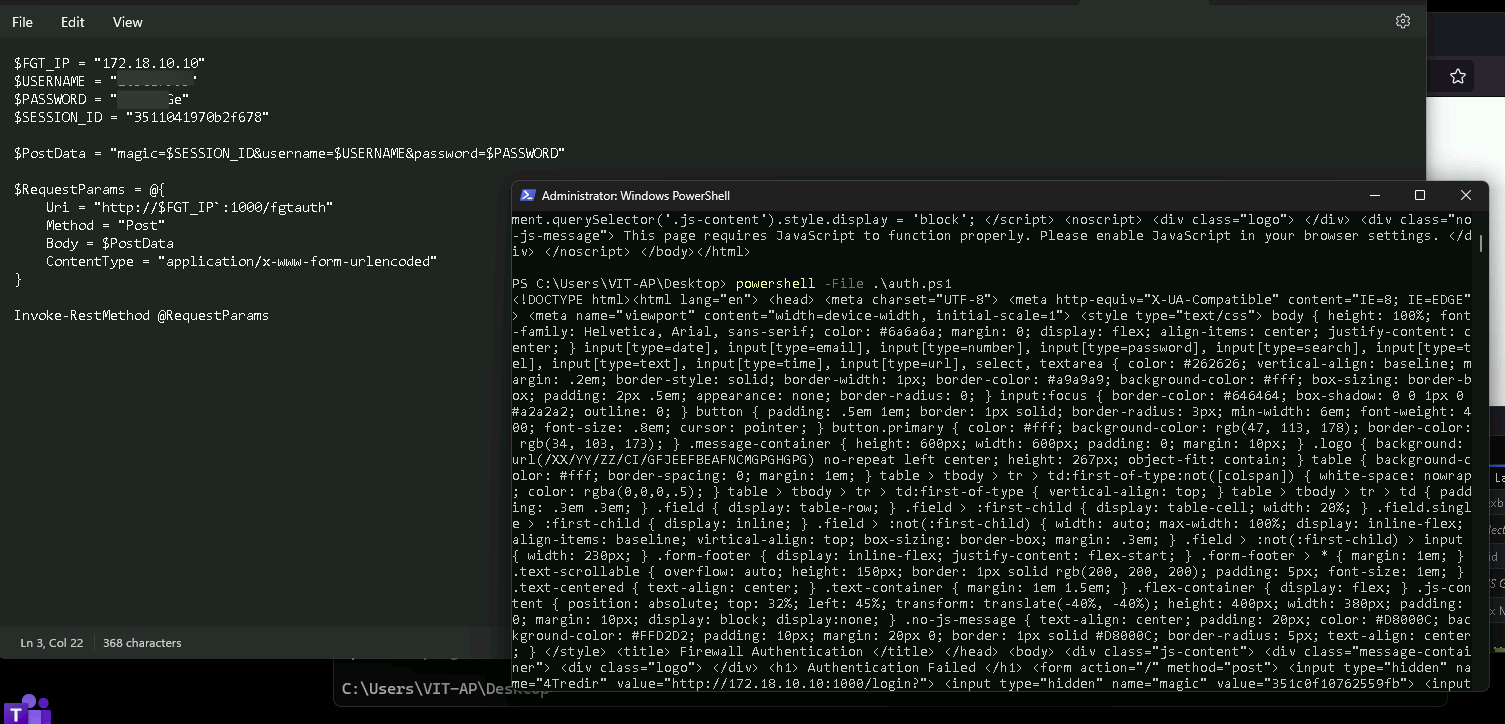 File Edit View
$FGT_IP = "172.18.10.10"
$USERNAME = "
$PASSWORD = " Ge"
$SESSION_ID = "3511041970b2f678"
$PostData = "magic=$SESSION_ID&username=$USERNAME&password=$PASSWORD"
$RequestParams = @{
Uri = "http://$FGT_IP`:1000/fgtauth"
Method = "Post"
Body = $PostData
ContentType = "application/x-www-form-urlencoded"
}
Invoke-RestMethod @RequestParams
Ln 3, Col 22 368 characters
Administrator: Windows PowerShell
ment.querySelector('.js-content').style.display = 'block'; </script> <noscript> <div class="logo"> </div> <div class="no
-js-message"> This page requires JavaScript to function properly. Please enable JavaScript in your browser settings. </d
iv> </noscript> </body></html>
PS C:\Users\VIT-AP\Desktop> powershell -File .\auth.ps1
<!DOCTYPE html><html lang="en"> <head> <meta charset="UTF-8"> <meta http-equiv="X-UA-Compatible" content="IE=8; IE=EDGE"
> <meta name="viewport" content="width=device-width, initial-scale=1"> <style type="text/css"> body { height: 100%; font
-family: Helvetica, Arial, sans-serif; color: #6a6a6a; margin: 0; display: flex; align-items: center; justify-content: c
enter; } input[type=date], input[type=email], input[type=number], input[type=password], input[type=search], input[type=t
el], input[type=text], input[type=time], input[type=url], select, textarea { color: #262626; vertical-align: baseline; m
argin: .2em; border-style: solid; border-width: 1px; border-color: #a9a9a9; background-color: #fff; box-sizing: border-b
ox; padding: 2px .5em; appearance: none; border-radius: 0; } input:focus { border-color: #646464; box-shadow: 0 0 1px 0
#a2a2a2; outline: 0; } button { padding: .5em 1em; border: 1px solid; border-radius: 3px; min-width: 6em; font-weight: 4
00; font-size: .8em; cursor: pointer; } button.primary { color: #fff; background-color: rgb(47, 113, 178); border-color:
rgb(34, 103, 173); } .message-container { height: 600px; width: 600px; padding: 0; margin: 10px; } .logo { background:
url(/XX/YY/ZZ/CI/GFJEEFBEAFNCMGPGHGPG) no-repeat left center; height: 267px; object-fit: contain; } table { background-c
olor: #fff; border-spacing: 0; margin: 1em; } table > tbody > tr > td:first-of-type:not([colspan]) { white-space: nowrap
; color: rgba(0,0,0,.5); } table > tbody > tr > td:first-of-type { vertical-align: top; } table > tbody > tr > td { padd
ing: .3em .3em; } .field { display: table-row; } .field > :first-child { display: table-cell; width: 20%; } .field.singl
e > :first-child { display: inline; } .field > :not(:first-child) { width: auto; max-width: 100%; display: inline-flex;
align-items: baseline; vertical-align: top; box-sizing: border-box; margin: .3em; } .field > :not(:first-child) > input
{ width: 230px; } .form-footer { display: inline-flex; justify-content: flex-start; } .form-footer > * { margin: 1em; }
.text-scrollable { overflow: auto; height: 150px; border: 1px solid rgb(200, 200, 200); padding: 5px; font-size: 1em; }
.text-centered { text-align: center; } .text-container { margin: 1em 1.5em; } .flex-container { display: flex; } .js-con
tent { position: absolute; top: 32%; left: 45%; transform: translate(-40%, -40%); height: 400px; width: 380px; padding:
0; margin: 10px; display: block; display:none; } .no-js-message { text-align: center; padding: 20px; color: #D8000C; bac
kground-color: #FFD2D2; padding: 10px; margin: 20px 0; border: 1px solid #D8000C; border-radius: 5px; text-align: center
; } </style> <title> Firewall Authentication </title> </head> <body> <div class="js-content"> <div class="message-contai
ner"> <div class="logo"> </div> <h1> Authentication Failed </h1> <form action="/" method="post"> <input type="hidden" na
me="4Tredir" value="http://172.18.10.10:1000/login?"> <input type="hidden" name="magic" value="351c0f10762559fb"> <input
C:\Users\VIT-AP\Desktop
T